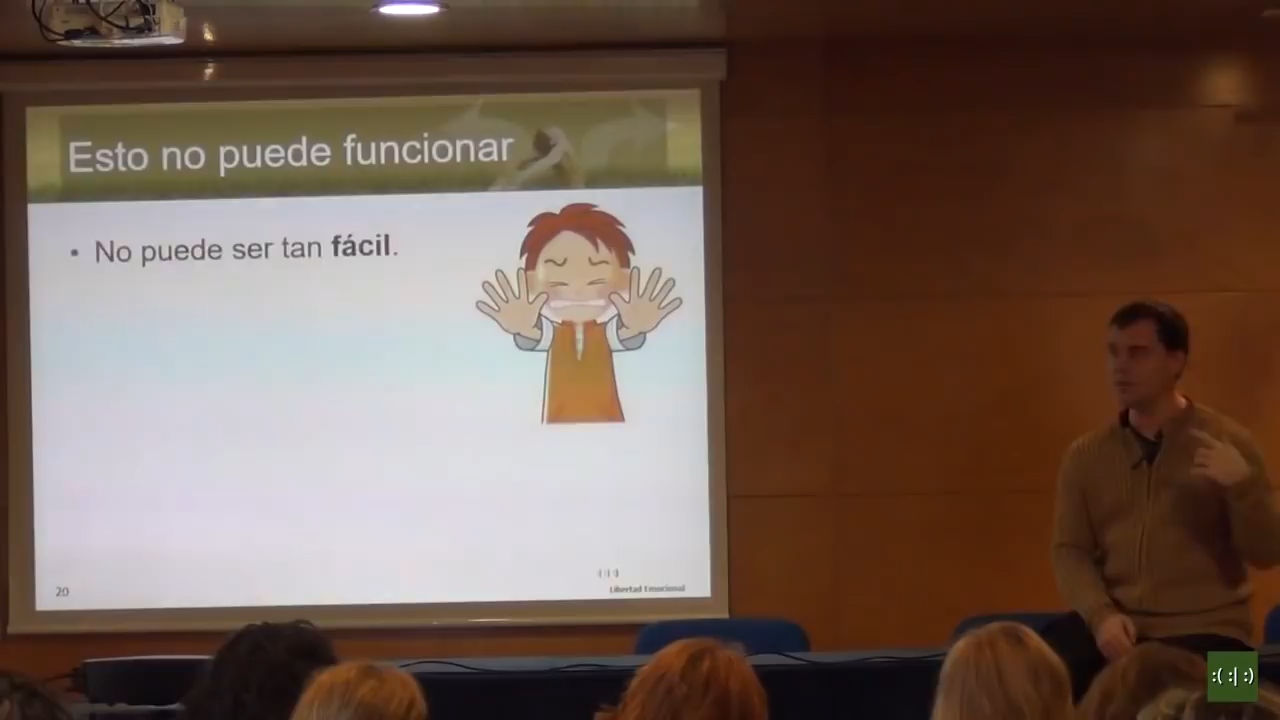 Esto no puede funcionar
• No puede ser tan fácil.
20
Libertad Emocional
:( :| :)